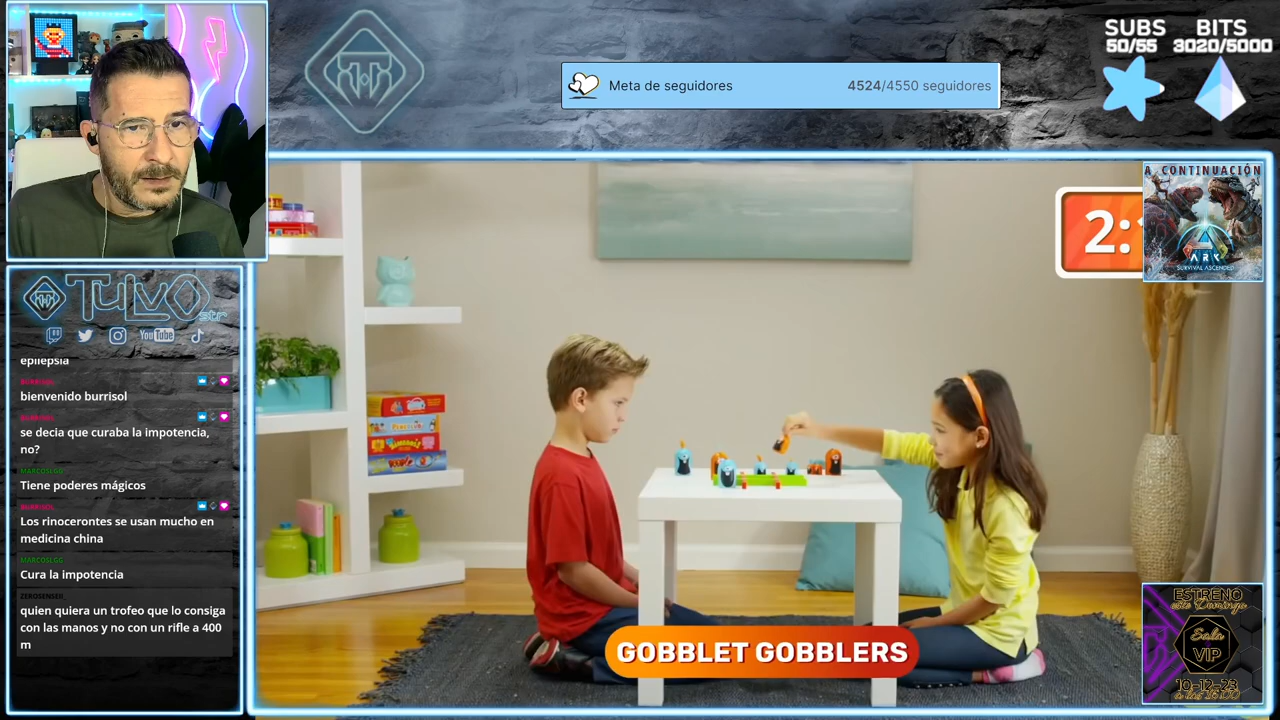 SUBS
50/55
BITS
3020/5000
Meta de seguidores
4524/4550 seguidores
A CONTINUACIÓN
ARK
SURVIVAL ASCENDED
2:
TULVO
str
YouTube
epilepsia
bienvenido burrisol
se decia que curaba la impotencia,
no?
MARCOSEGG
Tiene poderes mágicos
Los rinocerontes se usan mucho en
medicina china
MARCOSEGG
Cura la impotencia
quien quiera un trofeo que lo consiga
con las manos y no con un rifle a 400
m
GOBBLET GOBBLERS
ESTRENO
este Domingo
Sala
VIP
10-12-23